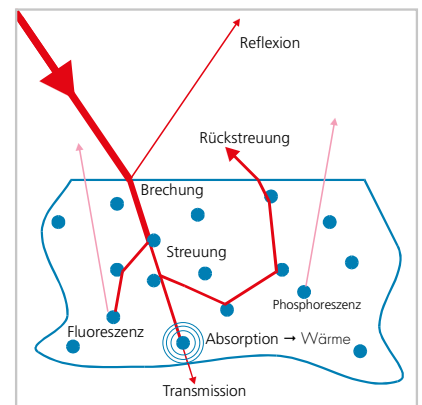 Reflexion
Rückstreuung
Brechung
Streuung
Phosphoreszenz
Fluoreszenz
Absorption → Wärme
Transmission